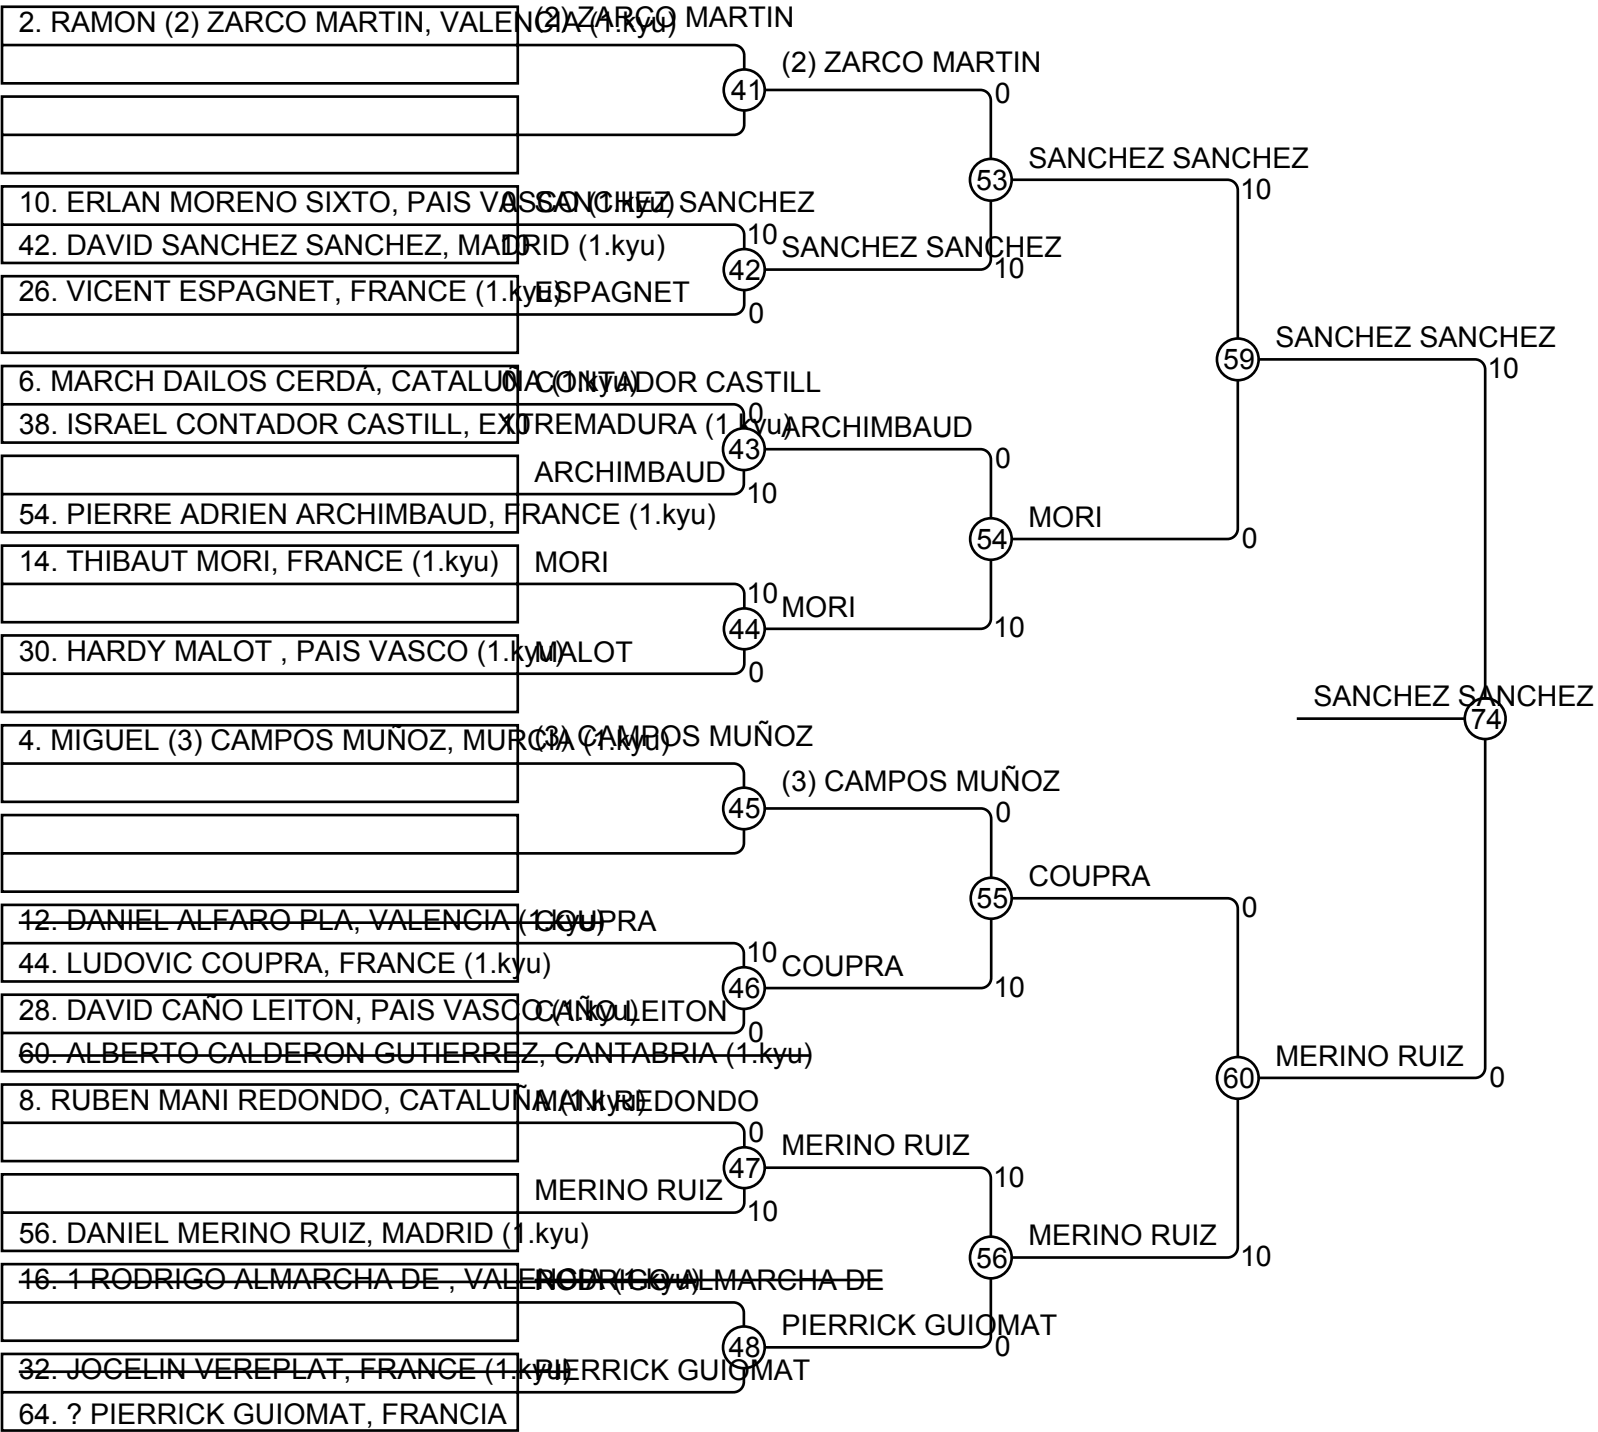 2. RAMON (2) ZARCO MARTIN, VALENCIA (1.kyu)
(2) ZARCO MARTIN
41
(2) ZARCO MARTIN
0
53
SANCHEZ SANCHEZ
10
10. ERLAN MORENO SIXTO, PAIS VASCO (1.kyu)
0
SANCHEZ SANCHEZ
10
42. DAVID SANCHEZ SANCHEZ, MADRID (1.kyu)
10
42
SANCHEZ SANCHEZ
10
26. VICENT ESPAGNET, FRANCE (1.kyu)
ESPAGNET
0
59
SANCHEZ SANCHEZ
10
6. MARCH DAILOS CERDÁ, CATALUÑA (1.kyu)
0
CONTADOR CASTILL
0
38. ISRAEL CONTADOR CASTILL, EXTREMADURA (1.kyu)
10
43
ARCHIMBAUD
0
ARCHIMBAUD
10
54. PIERRE ADRIEN ARCHIMBAUD, FRANCE (1.kyu)
54
MORI
0
14. THIBAUT MORI, FRANCE (1.kyu)
MORI
10
44
MORI
10
30. HARDY MALOT , PAIS VASCO (1.kyu)
MALOT
0
SANCHEZ SANCHEZ
74
4. MIGUEL (3) CAMPOS MUÑOZ, MURCIA (1.kyu)
(3) CAMPOS MUÑOZ
45
(3) CAMPOS MUÑOZ
0
55
COUPRA
0
12. DANIEL ALFARO PLA, VALENCIA (1.kyu)
COUPRA
10
44. LUDOVIC COUPRA, FRANCE (1.kyu)
46
COUPRA
10
28. DAVID CAÑO LEITON, PAIS VASCO (1.kyu)
CAÑO LEITON
0
60. ALBERTO CALDERON GUTIERREZ, CANTABRIA (1.kyu)
60
MERINO RUIZ
0
8. RUBEN MANI REDONDO, CATALUÑA (1.kyu)
MANI REDONDO
0
47
MERINO RUIZ
10
MERINO RUIZ
10
56. DANIEL MERINO RUIZ, MADRID (1.kyu)
56
MERINO RUIZ
10
16. 1 RODRIGO ALMARCHA DE , VALENCIA (1.kyu)
RODRIGO ALMARCHA DE
48
PIERRICK GUIOMAT
0
32. JOCELIN VEREPLAT, FRANCE (1.kyu)
PIERRICK GUIOMAT
64. ? PIERRICK GUIOMAT, FRANCIA